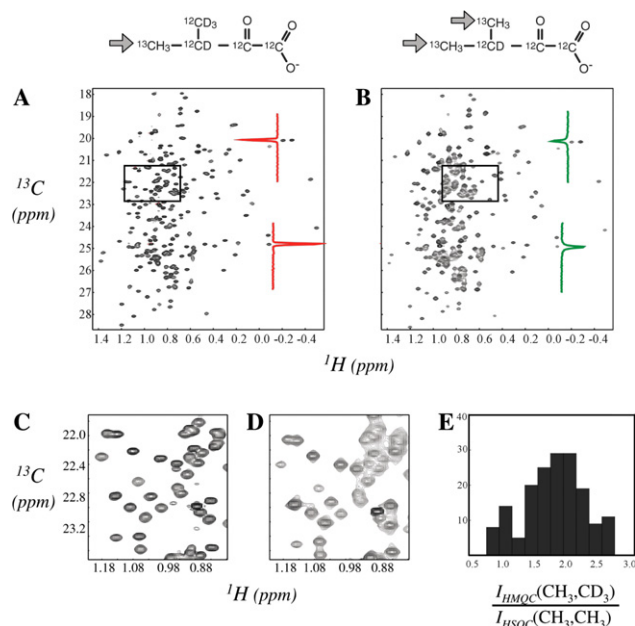 ¹²CD₃ O ¹³CH₃ O
¹³CH₃ -¹²CD - ¹²C -¹²C O ¹³CH₃ -¹²CD - ¹²C -¹²C O
O⁻ O⁻
A B
18
19
20
21
22
23
24
25
26
27
28
¹³C
(ppm)
1.4 1.2 1.0 0.8 0.6 0.4 0.2 0.0 -0.2 -0.4 1.4 1.2 1.0 0.8 0.6 0.4 0.2 0.0 -0.2 -0.4
¹H (ppm)
C D E
22.0
22.4
22.8
23.2
¹³C
(ppm)
1.18 1.08 0.98 0.88 1.18 1.08 0.98 0.88
¹H (ppm)
40
30
20
10
0.5 1.0 1.5 2.0 2.5 3.0
I_HMQC(CH₃,CD₃)
I_HSQC(CH₃,CH₃)